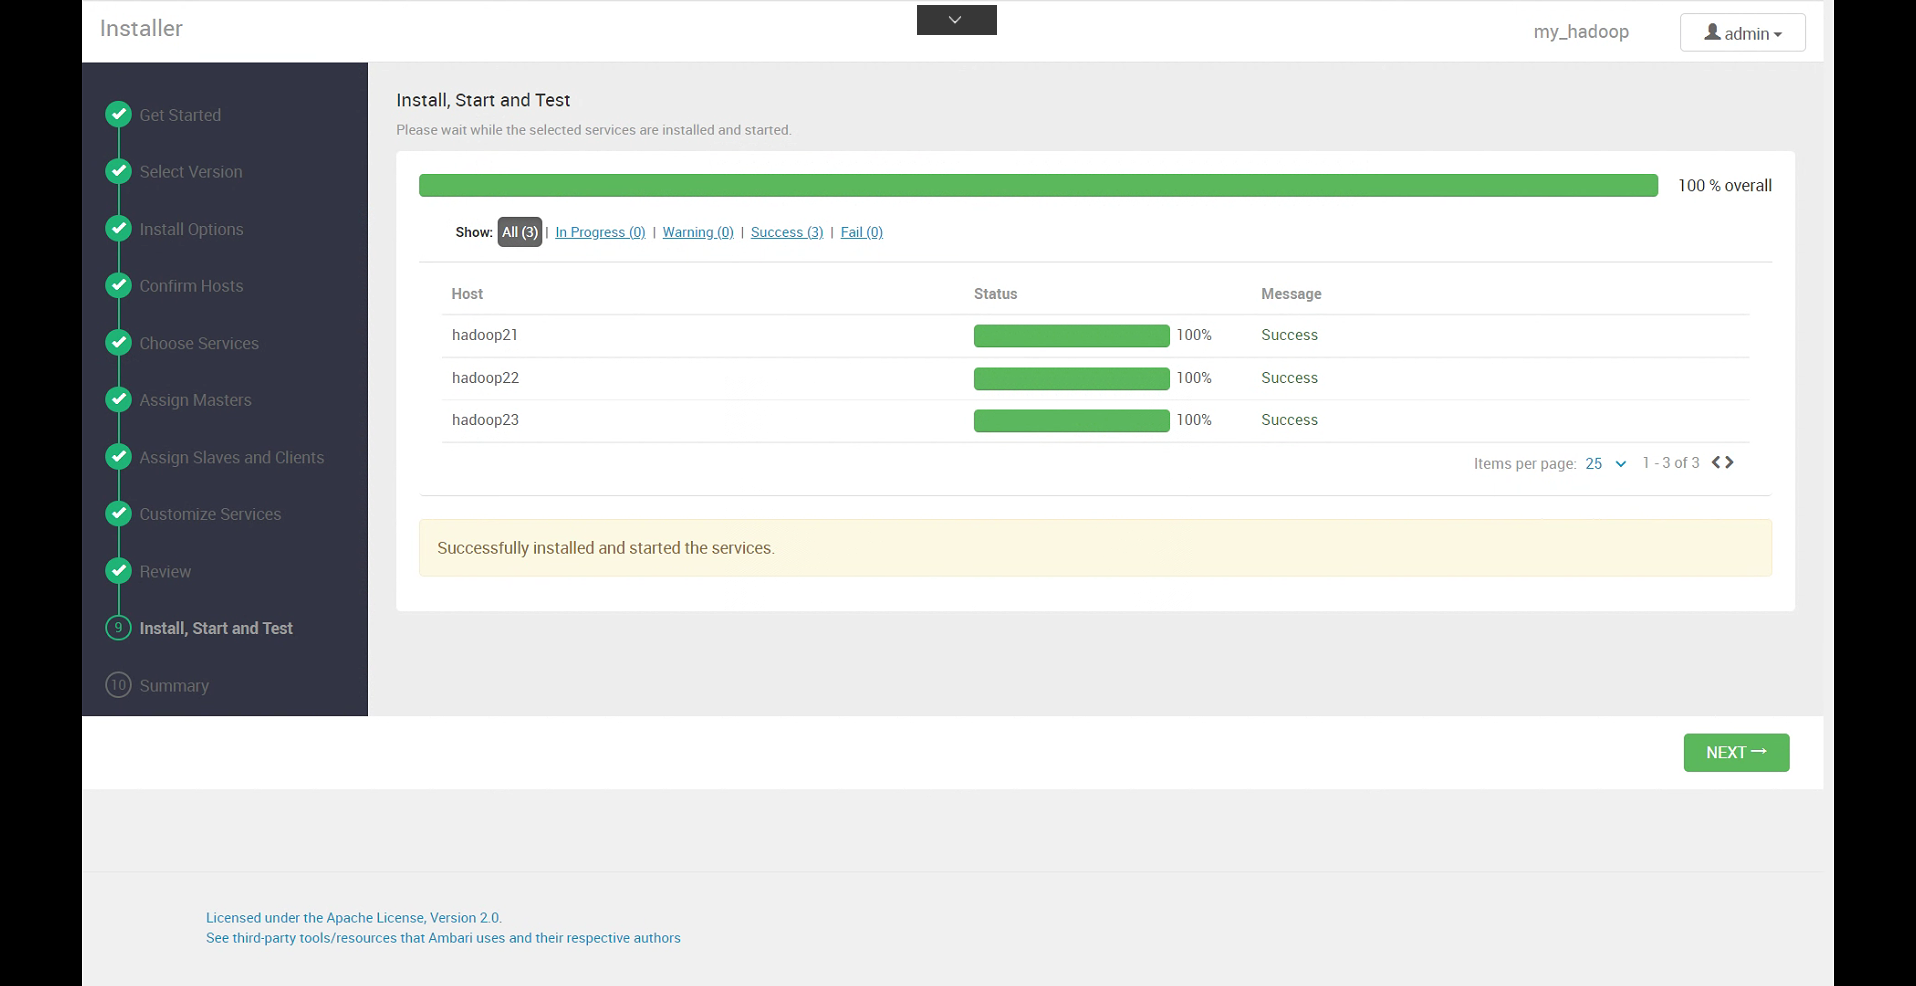 Installer
my_hadoop
admin
Get Started
Select Version
Install Options
Confirm Hosts
Choose Services
Assign Masters
Assign Slaves and Clients
Customize Services
Review
9 Install, Start and Test
10 Summary
Install, Start and Test
Please wait while the selected services are installed and started.
100 % overall
Show: All (3) | In Progress (0) | Warning (0) | Success (3) | Fail (0)
Host Status Message
hadoop21 100% Success
hadoop22 100% Success
hadoop23 100% Success
Items per page: 25 1 - 3 of 3
Successfully installed and started the services.
NEXT →
Licensed under the Apache License, Version 2.0.
See third-party tools/resources that Ambari uses and their respective authors